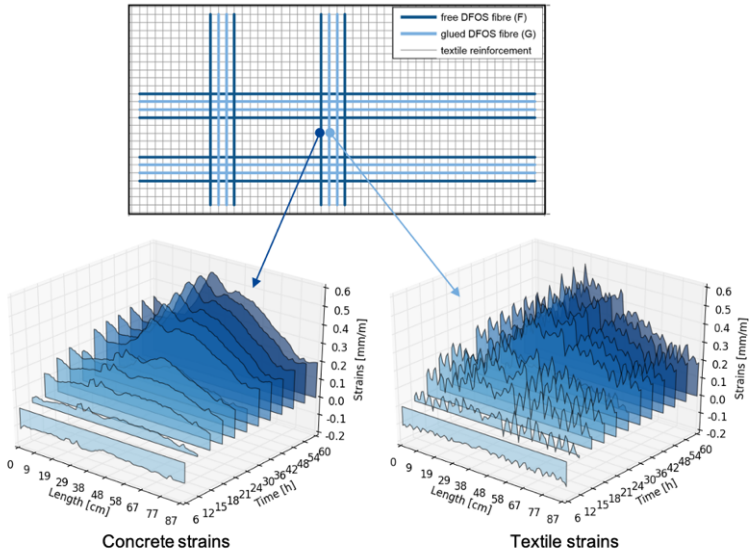 free DFOS fibre (F)
glued DFOS fibre (G)
textile reinforcement
0.6
0.5
0.4
0.3
0.2
0.1
0.0
-0.1
-0.2
Strains [mm/m]
0 9 19 29 38 48 58 67 77 87
Length [cm]
6 12 15 18 21 24 30 36 42 48 54 60
Time [h]
Concrete strains
0.6
0.5
0.4
0.3
0.2
0.1
0.0
-0.1
-0.2
Strains [mm/m]
0 9 19 29 38 48 58 67 77 87
Length [cm]
6 12 15 18 21 24 30 36 42 48 54 60
Time [h]
Textile strains